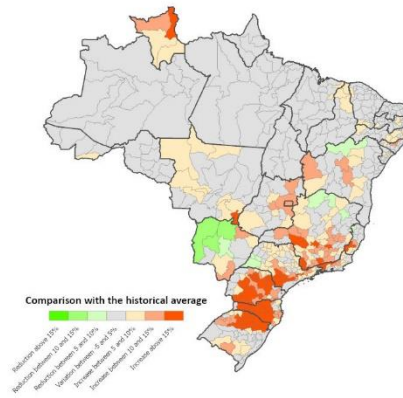 Comparison with the historical average
Reduction above 15%
Reduction between 10 and 15%
Reduction between 5 and 10%
Variation between -5 and 5%
Increase between 5 and 10%
Increase between 10 and 15%
Increase above 15%